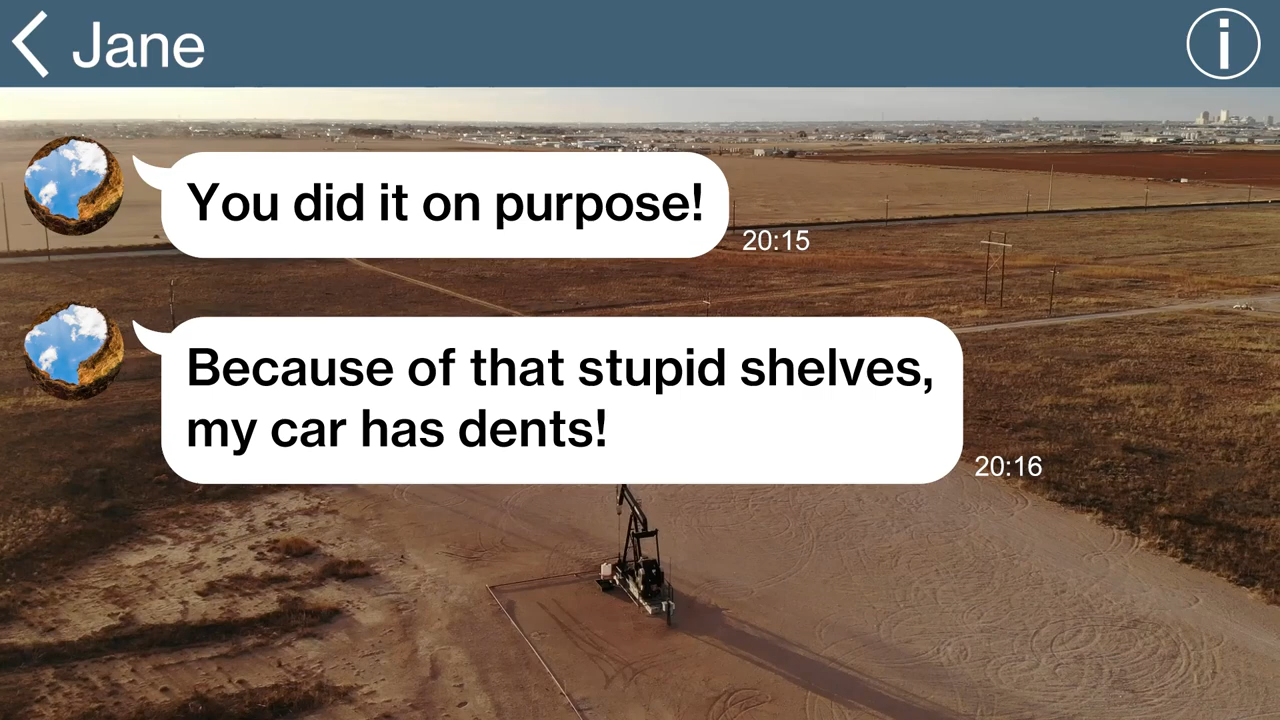 Jane
You did it on purpose!
20:15
Because of that stupid shelves,
my car has dents!
20:16